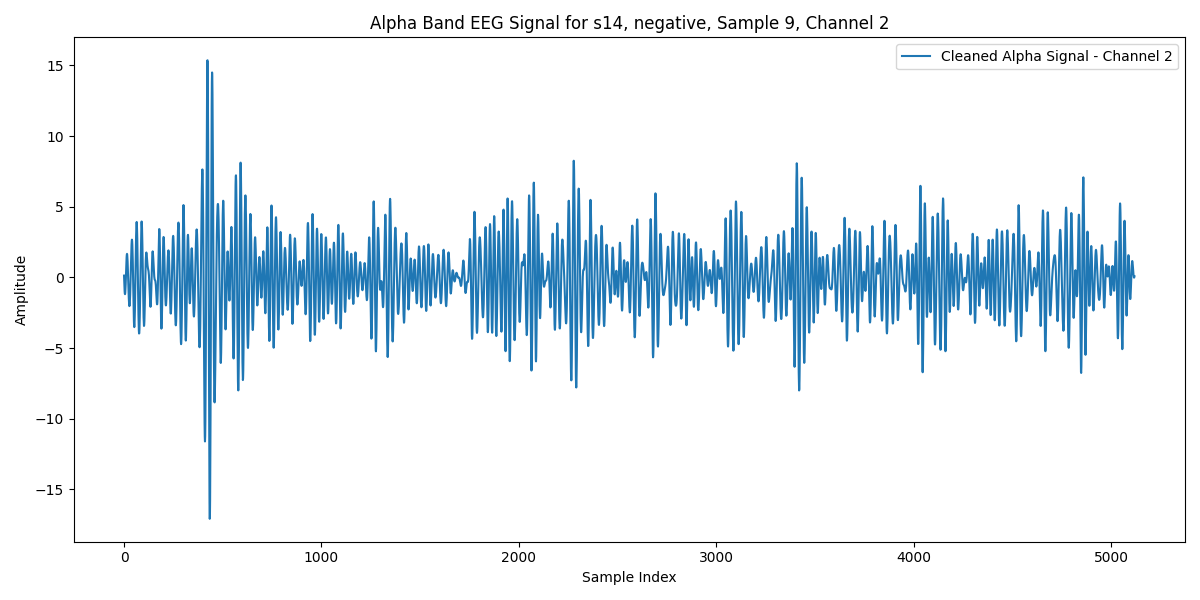 Alpha Band EEG Signal for s14, negative, Sample 9, Channel 2
Cleaned Alpha Signal - Channel 2
Amplitude
15
10
5
0
−5
−10
−15
0 1000 2000 3000 4000 5000
Sample Index